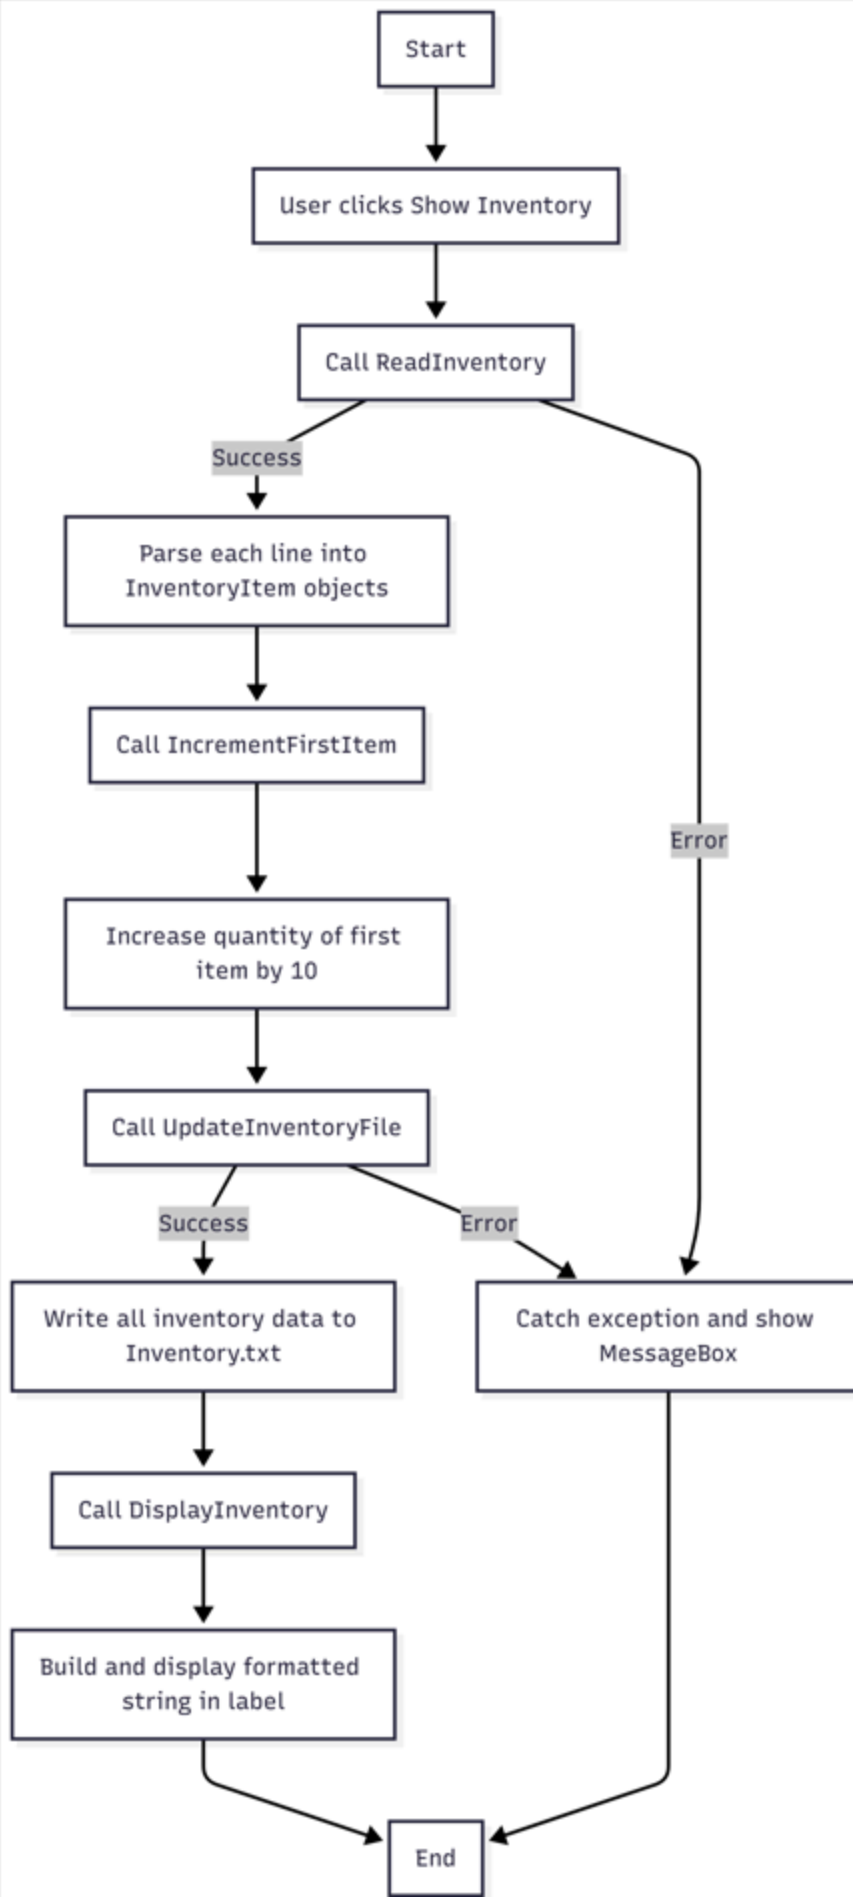 Start
User clicks Show Inventory
Call ReadInventory
Success
Parse each line into
InventoryItem objects
Call IncrementFirstItem
Error
Increase quantity of first
item by 10
Call UpdateInventoryFile
Success
Error
Write all inventory data to
Inventory.txt
Catch exception and show
MessageBox
Call DisplayInventory
Build and display formatted
string in label
End